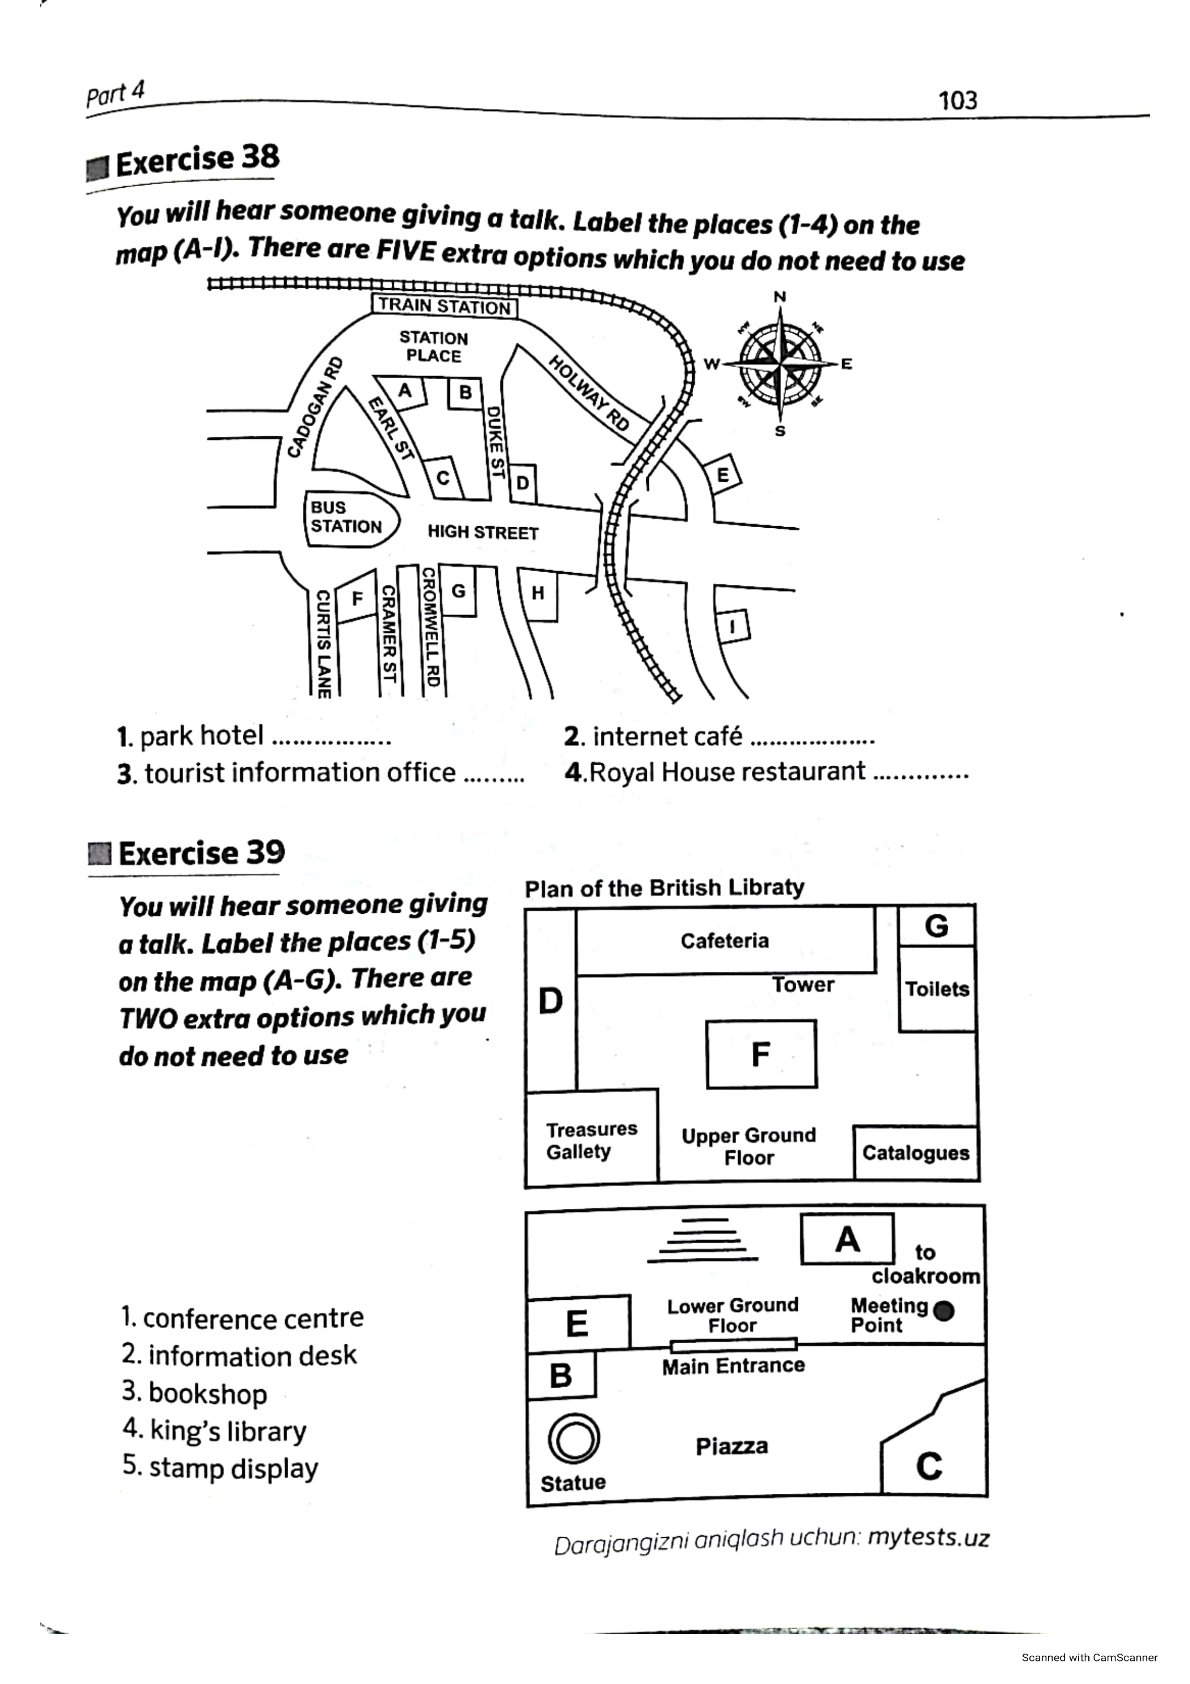 Part 4
103
Exercise 38
You will hear someone giving a talk. Label the places (1-4) on the
map (A-I). There are FIVE extra options which you do not need to use
TRAIN STATION
STATION
PLACE
CADOGAN RD
EARL ST
A
B
DUKE ST
HOLWAY RD
C
D
E
N
NE
E
SE
S
SW
W
NW
BUS
STATION
HIGH STREET
CURTIS LANE
F
CRAMER ST
CROMWELL RD
G
H
I
1. park hotel .................
2. internet café ...................
3. tourist information office .........
4.Royal House restaurant ..............
Exercise 39
You will hear someone giving
a talk. Label the places (1-5)
on the map (A-G). There are
TWO extra options which you
do not need to use
1. conference centre
2. information desk
3. bookshop
4. king's library
5. stamp display
Plan of the British Libraty
Cafeteria
G
D
Tower
Toilets
F
Treasures
Gallety
Upper Ground
Floor
Catalogues
A
to
cloakroom
E
Lower Ground
Floor
Meeting
Point
B
Main Entrance
Piazza
C
Statue
Darajangizni aniqlash uchun: mytests.uz
Scanned with CamScanner